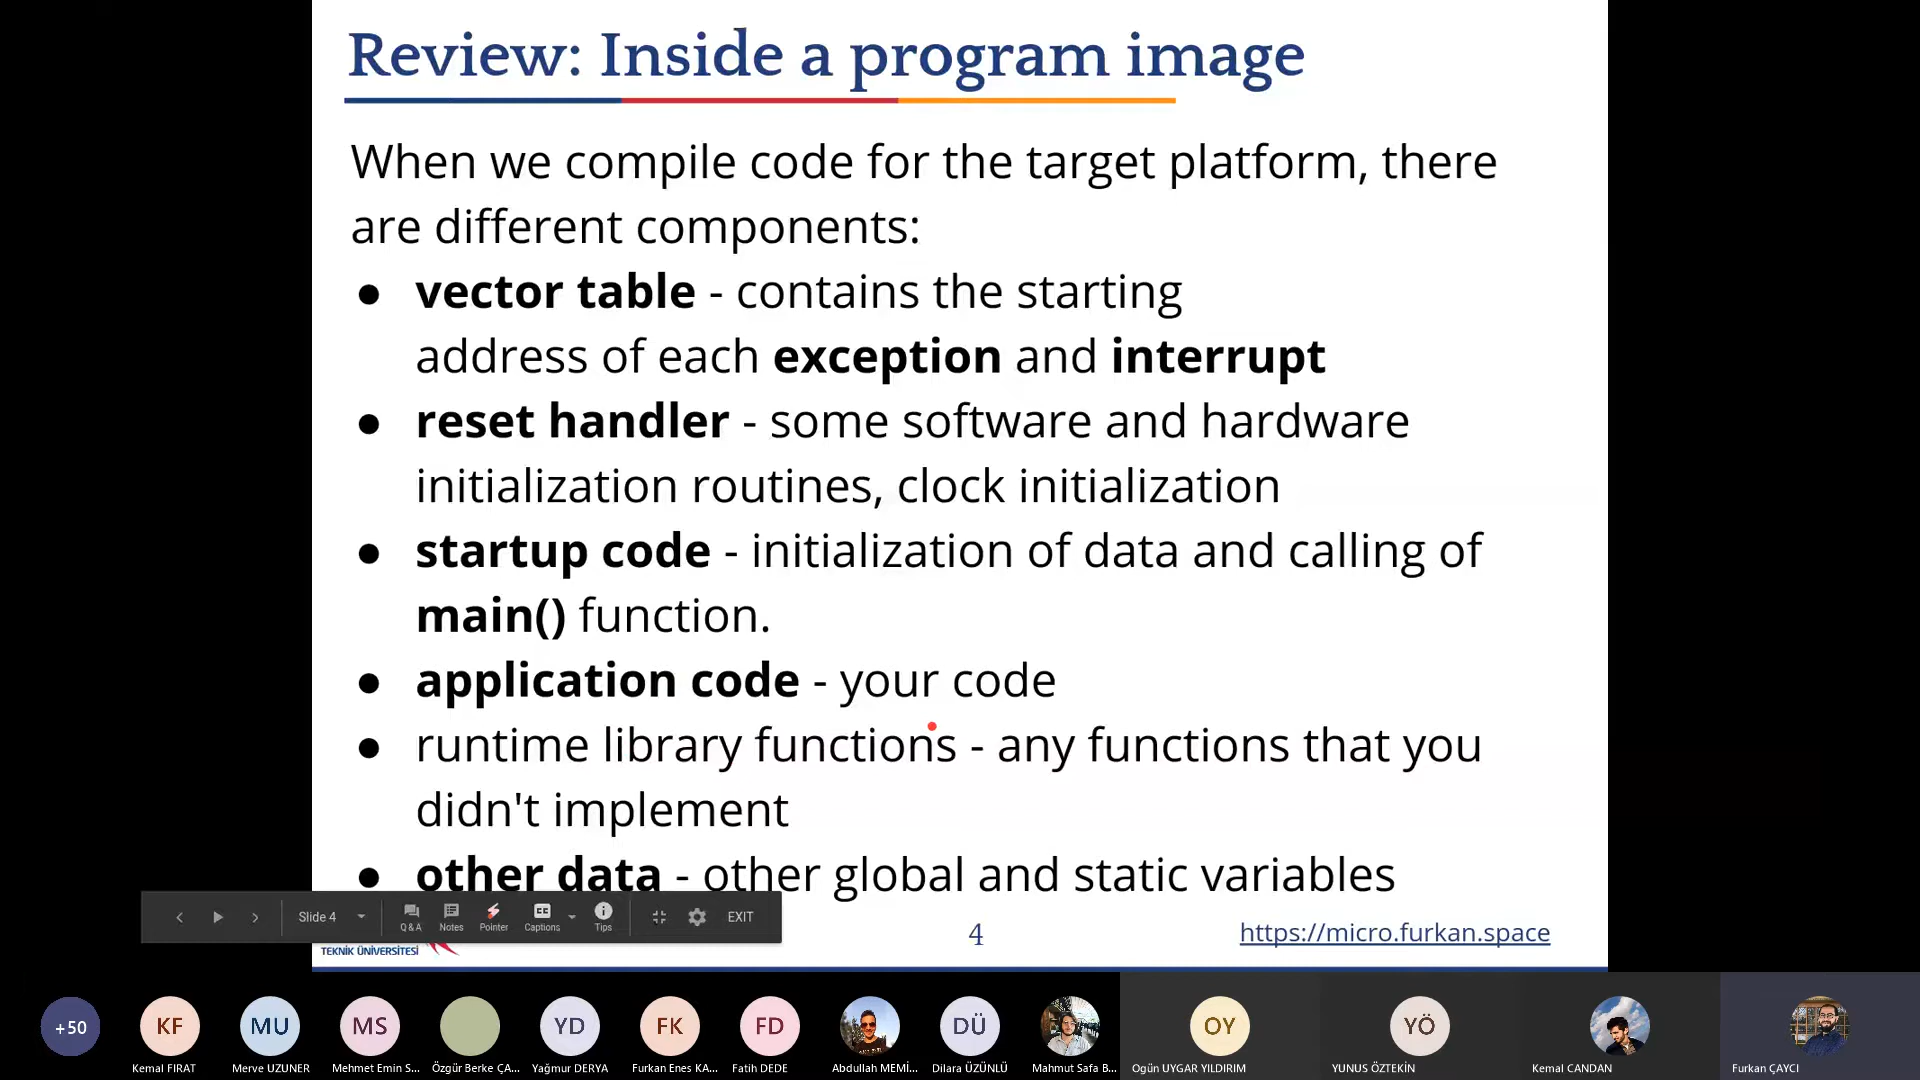 Review: Inside a program image
When we compile code for the target platform, there
are different components:
● vector table - contains the starting
address of each exception and interrupt
● reset handler - some software and hardware
initialization routines, clock initialization
● startup code - initialization of data and calling of
main() function.
● application code - your code
● runtime library functions - any functions that you
didn't implement
● other data - other global and static variables
Slide 4
Q & A
Notes
Pointer
CC
Captions
Tips
EXIT
TEKNİK ÜNİVERSİTESİ
4
https://micro.furkan.space
+50
KF
MU
MS
YD
FK
FD
DÜ
OY
YÖ
Kemal FIRAT
Merve UZUNER
Mehmet Emin S...
Özgür Berke ÇA...
Yağmur DERYA
Furkan Enes KA...
Fatih DEDE
Abdullah MEMİ...
Dilara ÜZÜNLÜ
Mahmut Safa B...
Ogün UYGAR YILDIRIM
YUNUS ÖZTEKİN
Kemal CANDAN
Furkan ÇAYCI